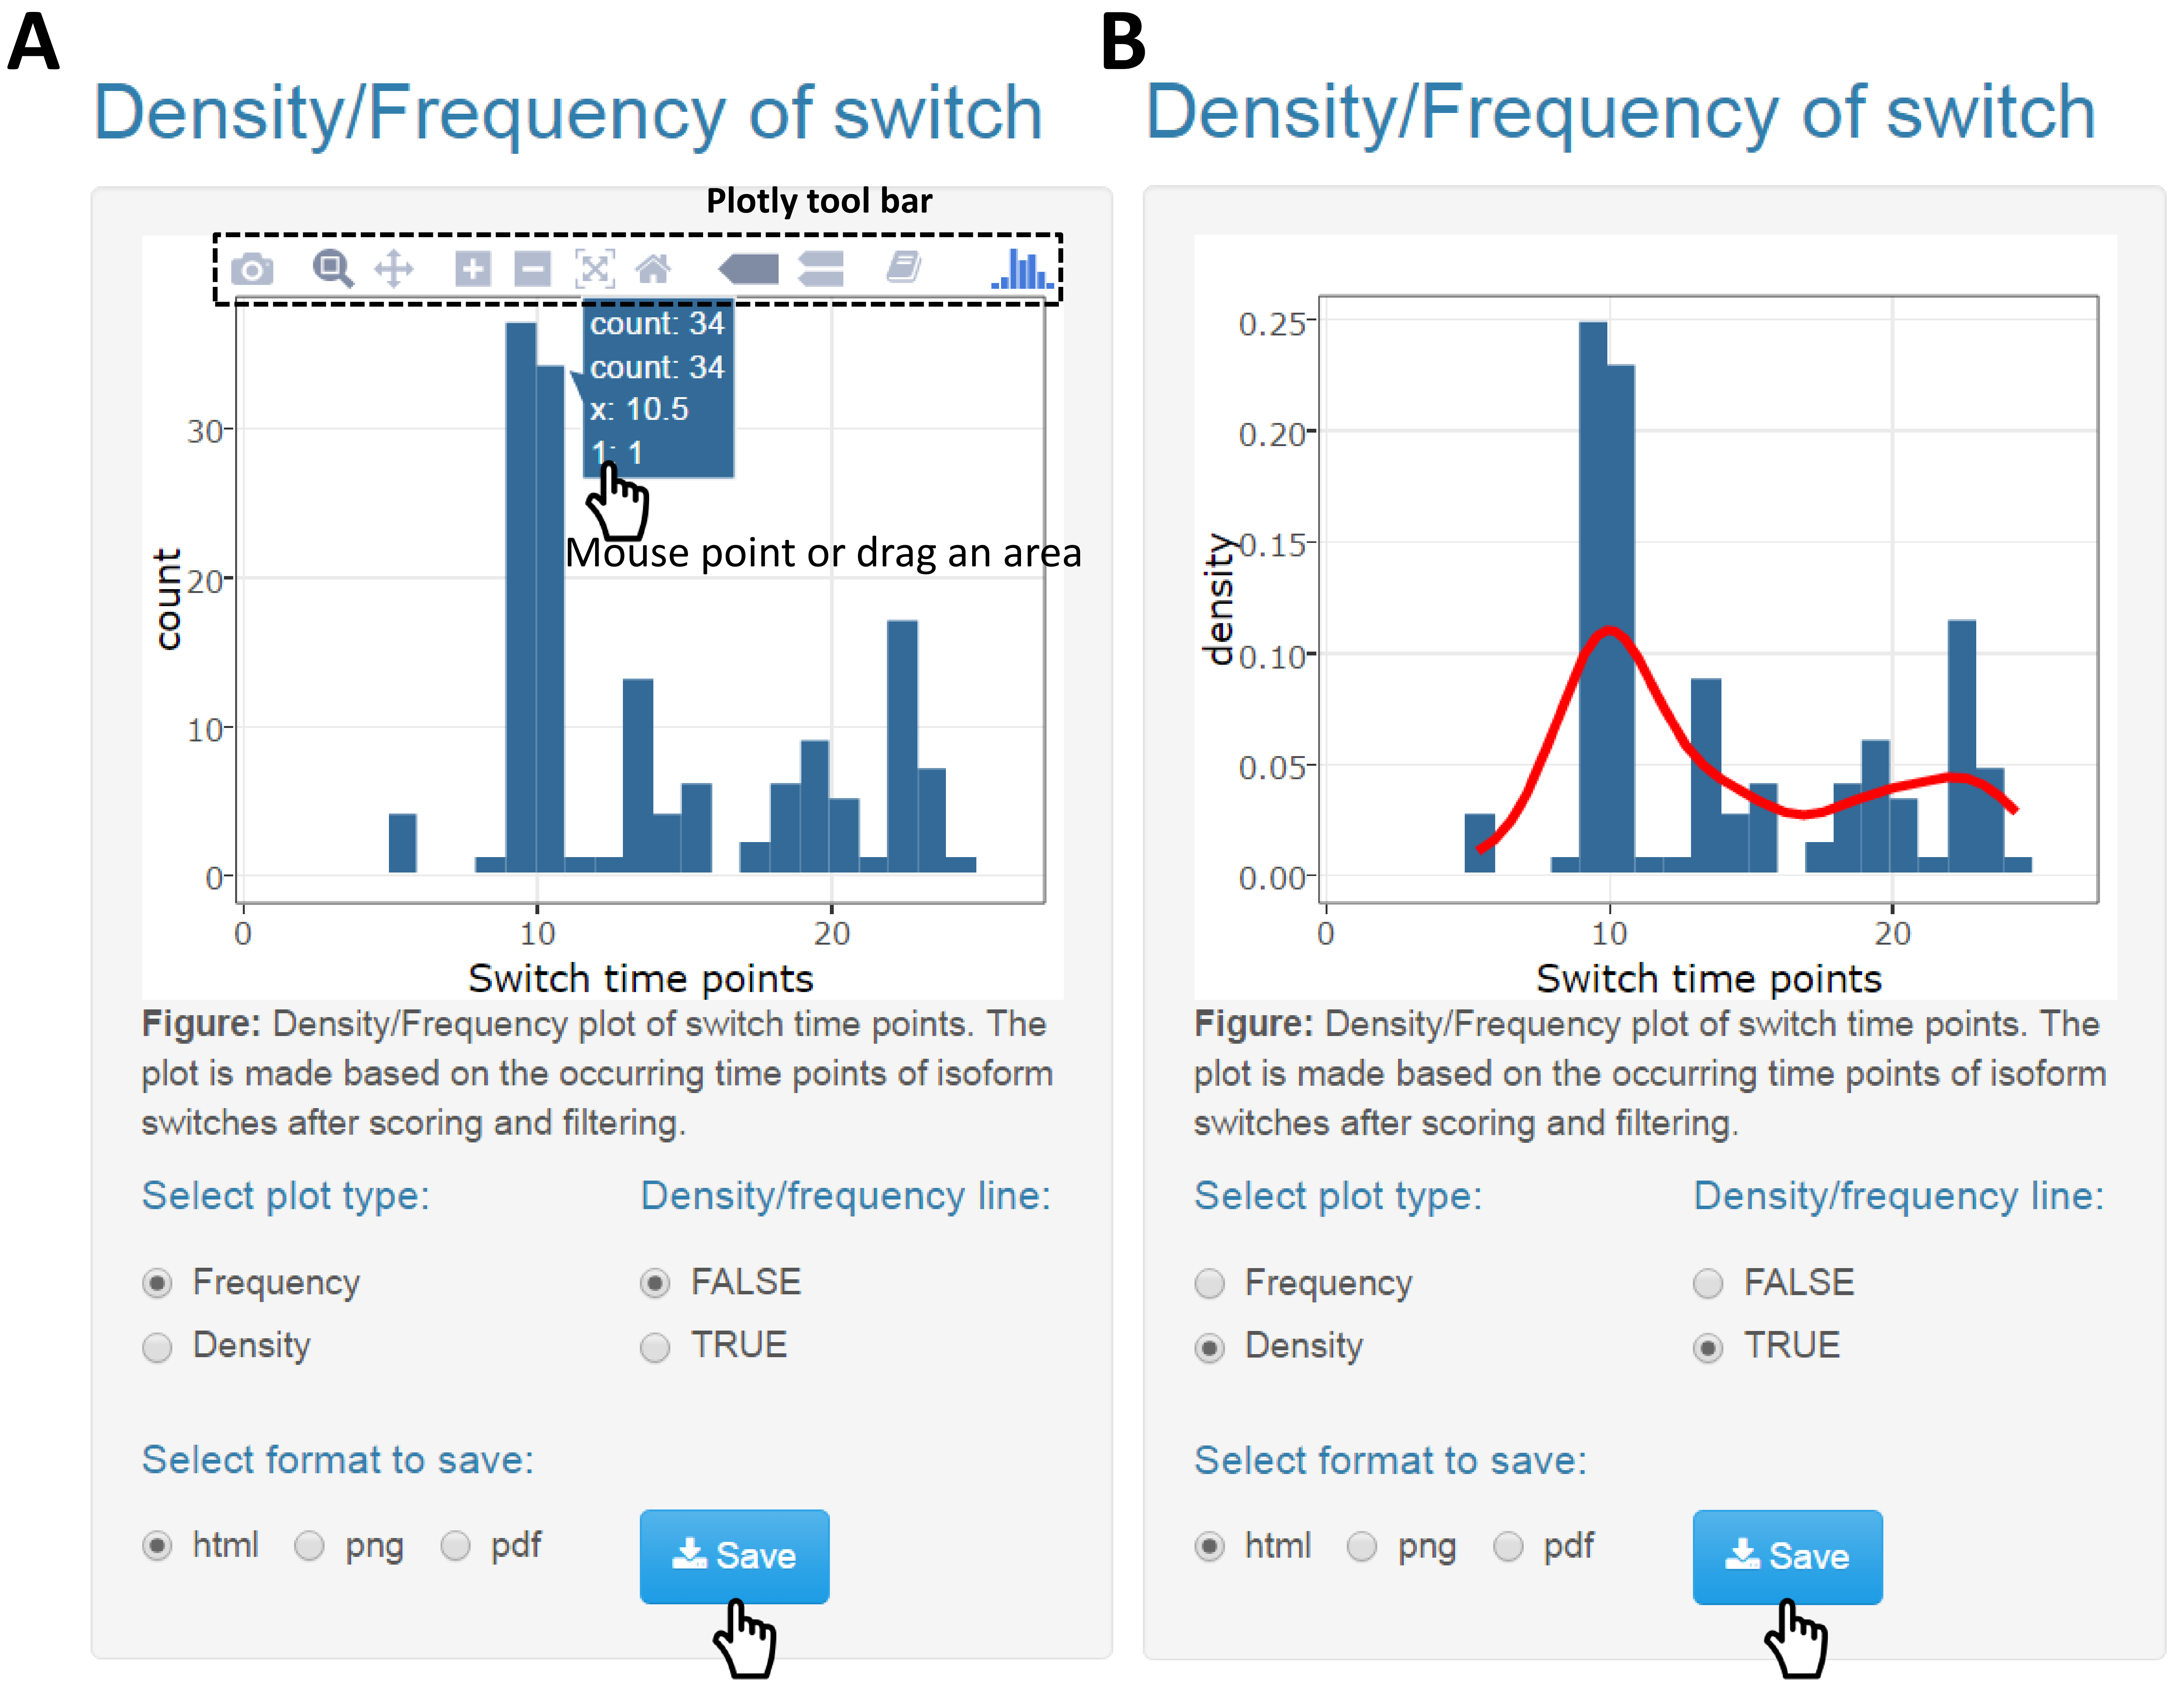 A
Density/Frequency of switch
Plotly tool bar
count: 34
count: 34
x: 10.5
1: 1
Mouse point or drag an area
count
30
20
10
0
0
10
20
Switch time points
Figure: Density/Frequency plot of switch time points. The
plot is made based on the occurring time points of isoform
switches after scoring and filtering.
Select plot type:
Density/frequency line:
Frequency
FALSE
Density
TRUE
Select format to save:
html
png
pdf
Save
B
Density/Frequency of switch
density
0.25
0.20
0.15
0.10
0.05
0.00
0
10
20
Switch time points
Figure: Density/Frequency plot of switch time points. The
plot is made based on the occurring time points of isoform
switches after scoring and filtering.
Select plot type:
Density/frequency line:
Frequency
FALSE
Density
TRUE
Select format to save:
html
png
pdf
Save